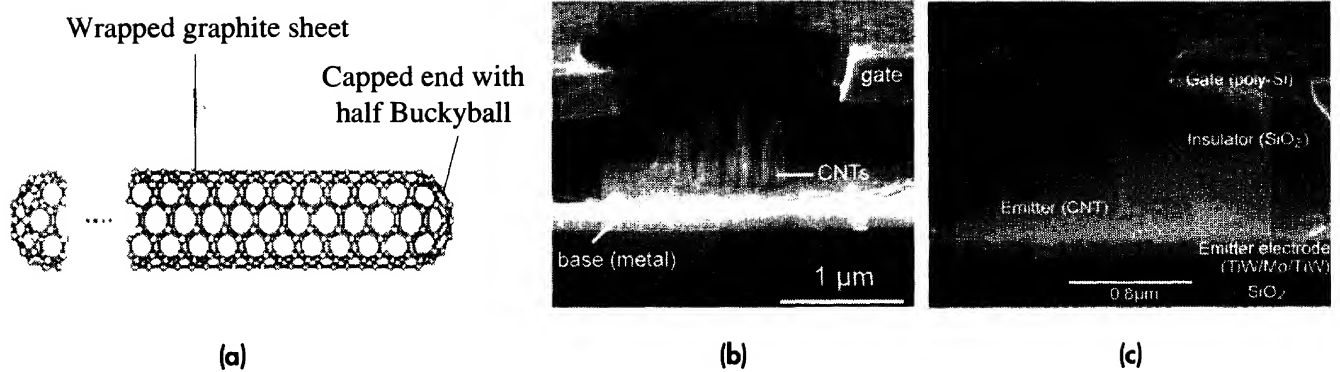 Wrapped graphite sheet
Capped end with
half Buckyball
(a)
gate
CNTs
base (metal)
1 µm
(b)
Gate (poly-Si)
Insulator (SiO₂)
Emitter (CNT)
Emitter electrode
(TiW/Mo/TiW)
0.6µm
SiO₂
(c)